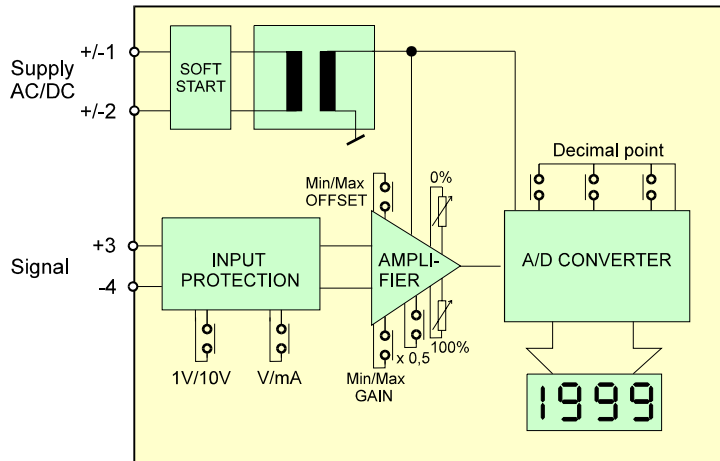 Supply
AC/DC
+/-1
+/-2
SOFT
START
Decimal point
Min/Max
OFFSET
0%
Signal
+3
-4
INPUT
PROTECTION
AMPLI-
FIER
A/D CONVERTER
1V/10V
V/mA
Min/Max
GAIN
x 0,5
100%
1999